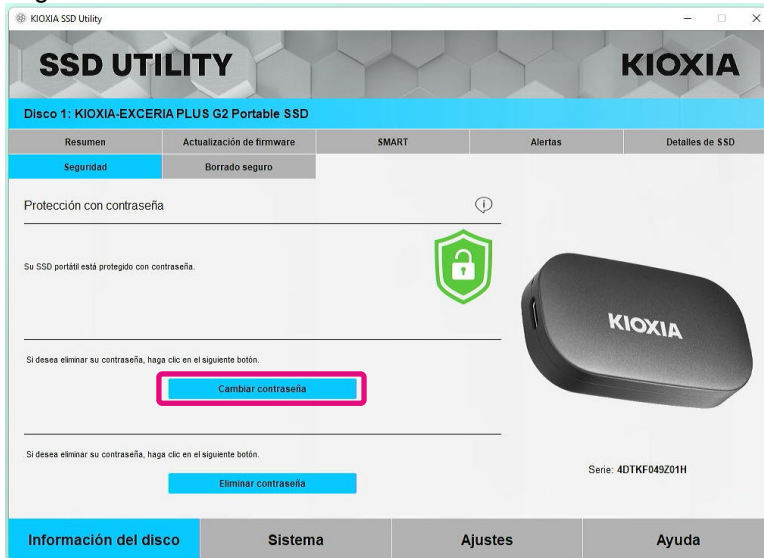 KIOXIA SSD Utility
SSD UTILITY
KIOXIA
Disco 1: KIOXIA-EXCERIA PLUS G2 Portable SSD
Resumen
Actualización de firmware
SMART
Alertas
Detalles de SSD
Seguridad
Borrado seguro
Protección con contraseña
Su SSD portátil está protegido con contraseña.
KIOXIA
Si desea eliminar su contraseña, haga clic en el siguiente botón.
Cambiar contraseña
Si desea eliminar su contraseña, haga clic en el siguiente botón.
Serie: 4DTKF049Z01H
Eliminar contraseña
Información del disco
Sistema
Ajustes
Ayuda